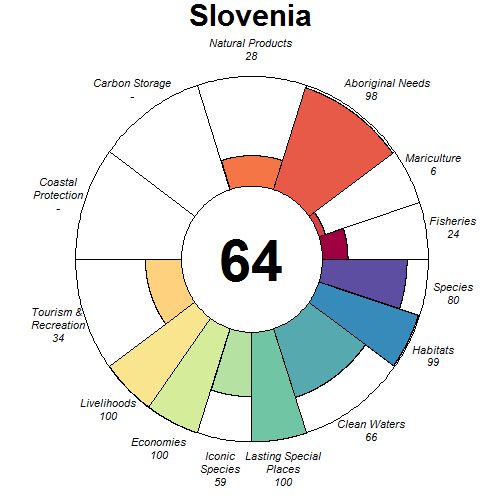 Slovenia
Natural Products
28
Carbon Storage
-
Aboriginal Needs
98
Mariculture
6
Coastal
Protection
-
Fisheries
24
64
Species
80
Tourism &
Recreation
34
Habitats
99
Livelihoods
100
Clean Waters
66
Economies
100
Iconic
Species
59
Lasting Special
Places
100